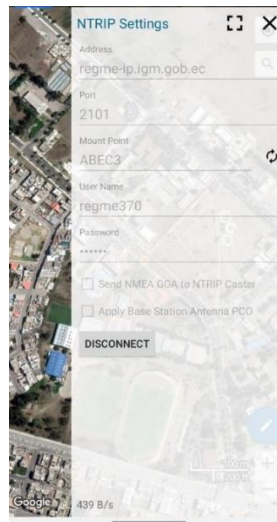 NTRIP Settings
Address
regme-ip.igm.gob.ec
Port
2101
Mount Point
ABEC3
User Name
regme370
Password
••••••
Send NMEA GGA to NTRIP Caster
Apply Base Station Antenna PCO
DISCONNECT
100 m
Google
439 B/s